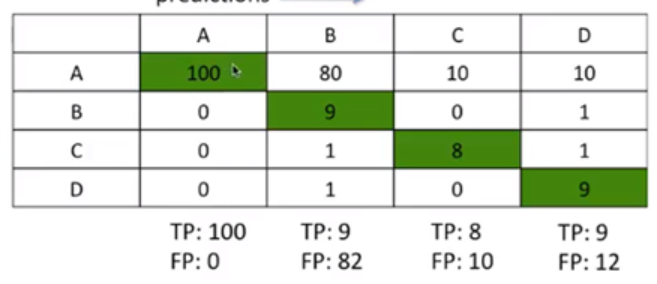 predictions
A B C D
A 100 80 10 10
B 0 9 0 1
C 0 1 8 1
D 0 1 0 9
TP: 100 TP: 9 TP: 8 TP: 9
FP: 0 FP: 82 FP: 10 FP: 12